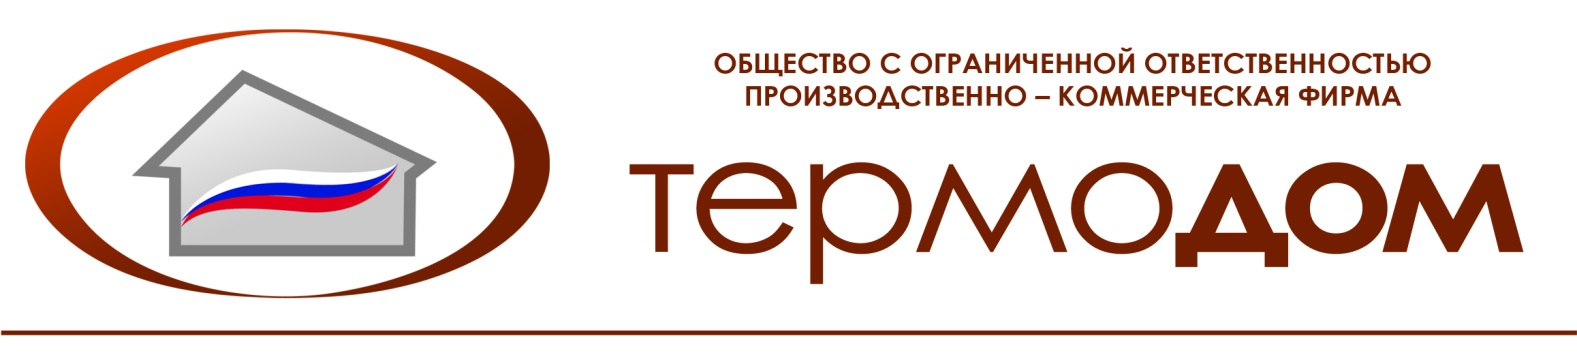 ОБЩЕСТВО С ОГРАНИЧЕННОЙ ОТВЕТСТВЕННОСТЬЮ
ПРОИЗВОДСТВЕННО – КОММЕРЧЕСКАЯ ФИРМА
термодом